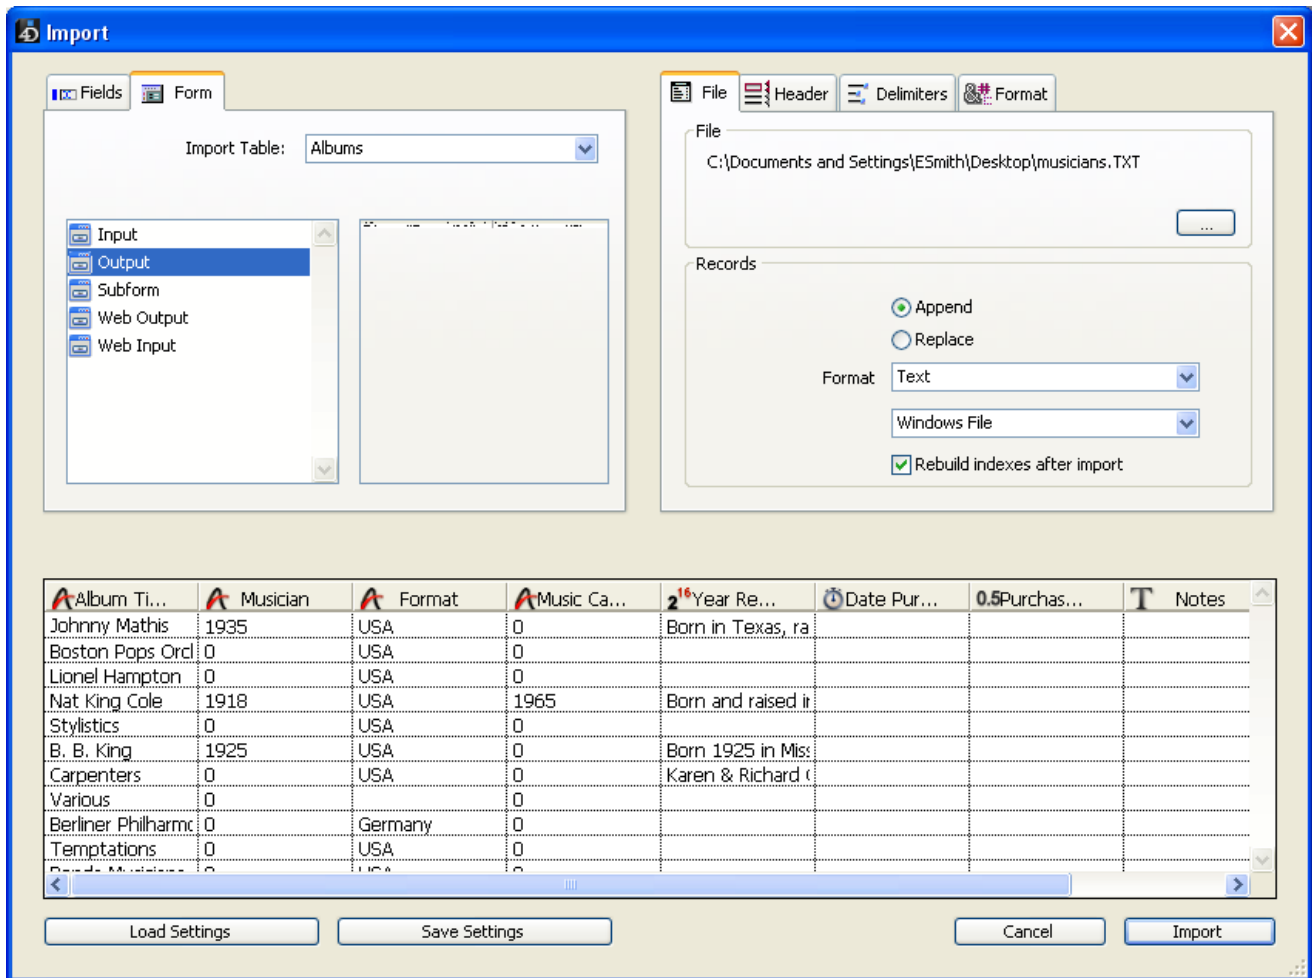 Import
Fields Form
Import Table: Albums
Input
Output
Subform
Web Output
Web Input
File Header Delimiters Format
File
C:\Documents and Settings\ESmith\Desktop\musicians.TXT
...
Records
Append
Replace
Format Text
Windows File
Rebuild indexes after import
Album Ti... Musician Format Music Ca... 2^16 Year Re... Date Pur... 0.5 Purchas... T Notes
Johnny Mathis 1935 USA 0 Born in Texas, ra
Boston Pops Orcl 0 USA 0
Lionel Hampton 0 USA 0
Nat King Cole 1918 USA 1965 Born and raised ir
Stylistics 0 USA 0
B. B. King 1925 USA 0 Born 1925 in Miss
Carpenters 0 USA 0 Karen & Richard (
Various 0 0
Berliner Philharmc 0 Germany 0
Temptations 0 USA 0
Load Settings Save Settings Cancel Import